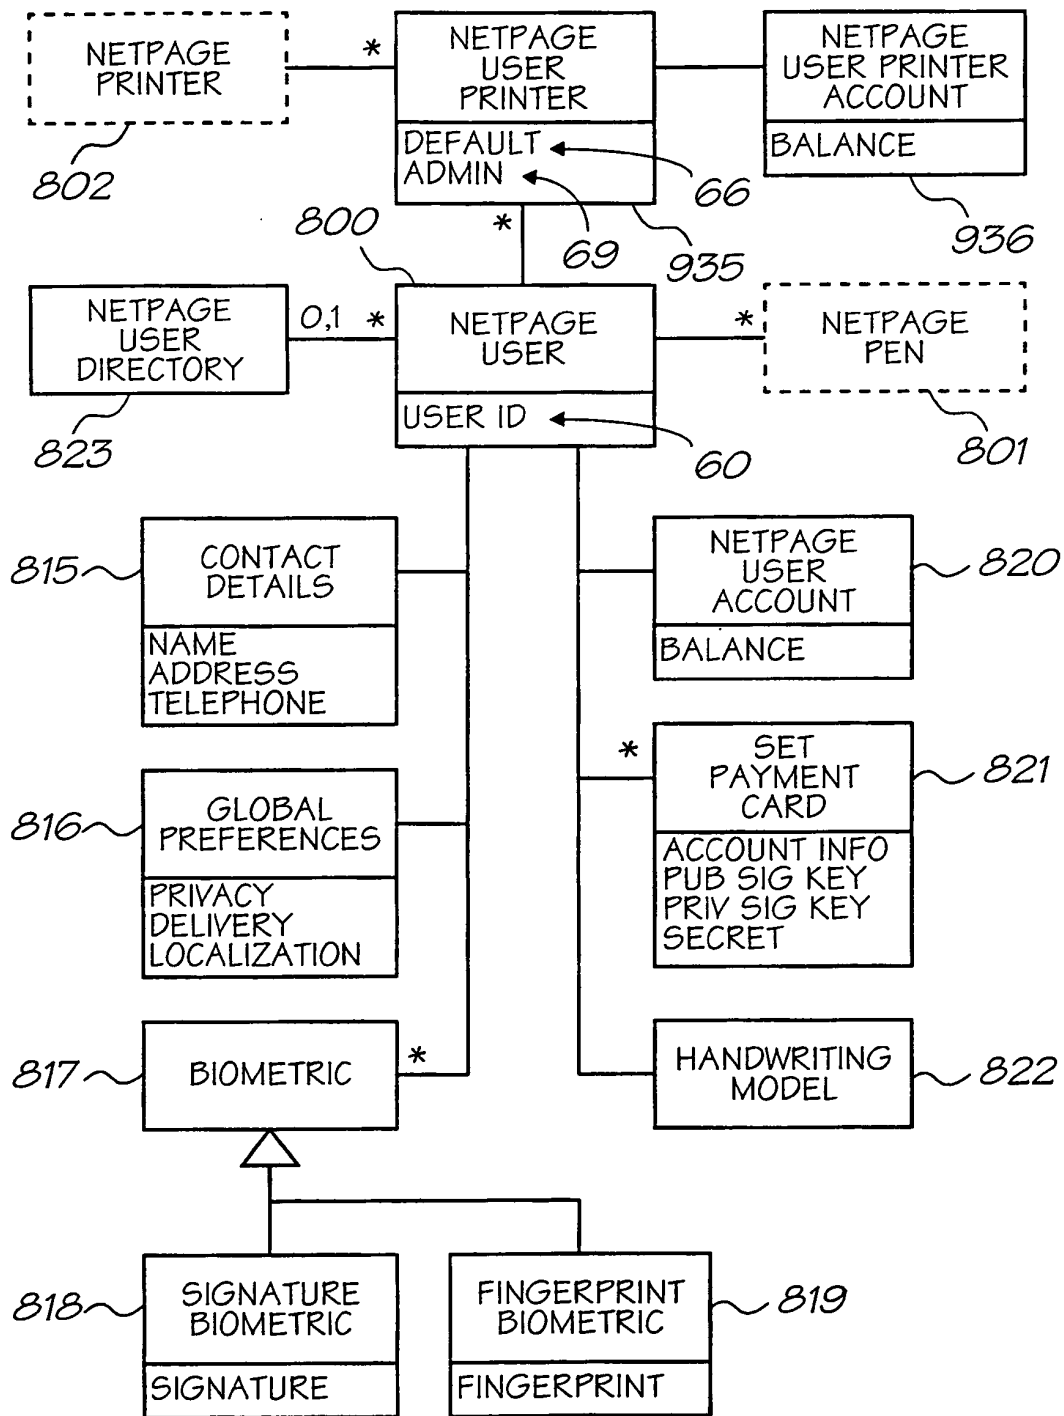 NETPAGE
PRINTER
802
*
NETPAGE
USER
PRINTER
DEFAULT
ADMIN
66
69
935
NETPAGE
USER PRINTER
ACCOUNT
BALANCE
936
*
800
NETPAGE
USER
DIRECTORY
823
0,1 *
NETPAGE
USER
USER ID
60
*
NETPAGE
PEN
801
815
CONTACT
DETAILS
NAME
ADDRESS
TELEPHONE
NETPAGE
USER
ACCOUNT
BALANCE
820
816
GLOBAL
PREFERENCES
PRIVACY
DELIVERY
LOCALIZATION
*
SET
PAYMENT
CARD
ACCOUNT INFO
PUB SIG KEY
PRIV SIG KEY
SECRET
821
817
BIOMETRIC
*
HANDWRITING
MODEL
822
818
SIGNATURE
BIOMETRIC
SIGNATURE
FINGERPRINT
BIOMETRIC
FINGERPRINT
819